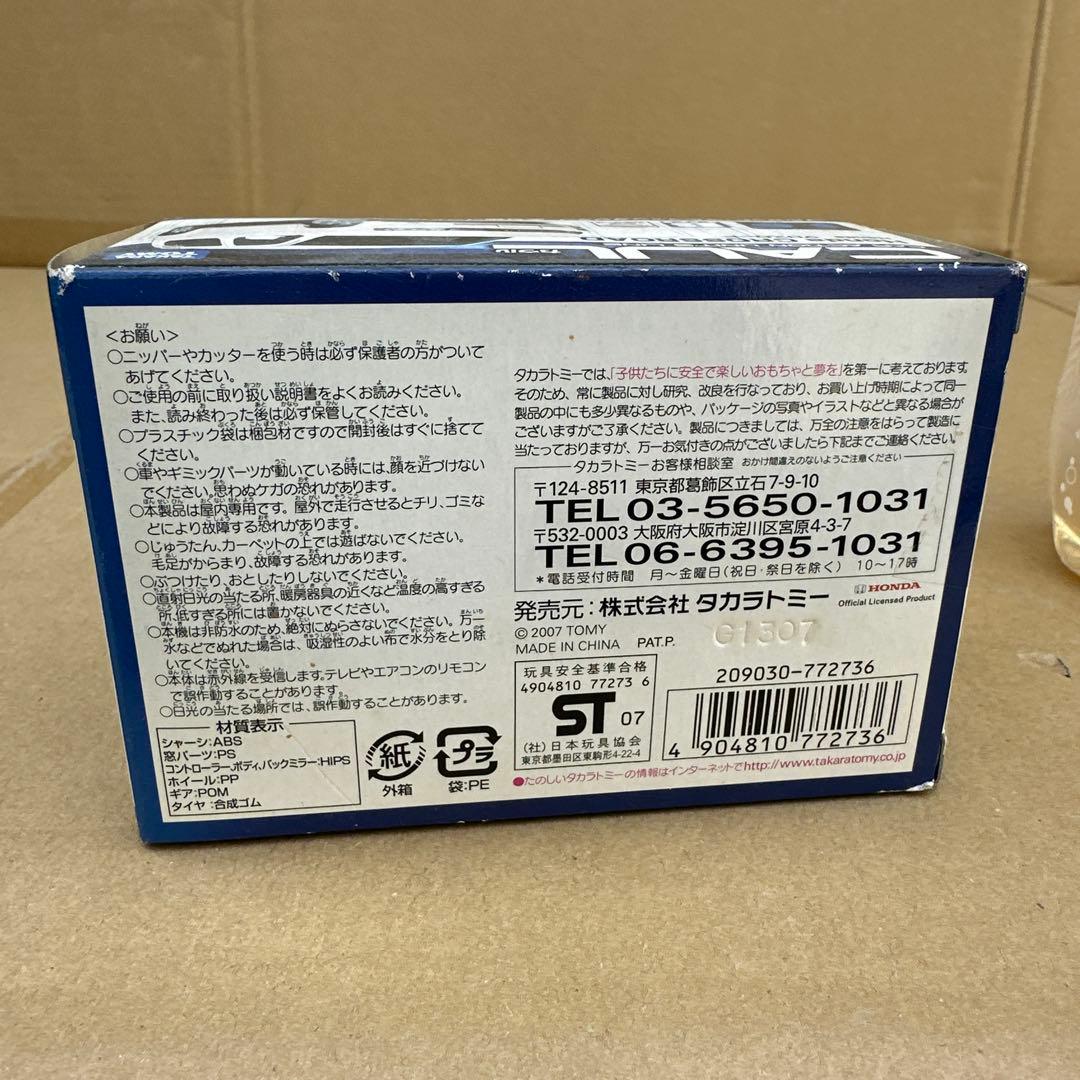 カウル
<お願い>
○ニッパーやカッターを使う時は必ず保護者の方がついて
あげてください。
○ご使用の前に取り扱い説明書をよくお読みください。
また、読み終わった後は必ず保管してください。
○プラスチック袋は梱包材ですので開封後はすぐに捨てて
ください。
○車やギミックパーツが動いている時には、顔を近づけない
でください。思わぬケガの恐れがあります。
○本製品は屋内専用です。屋外で走行させるとチリ、ゴミな
どにより故障する恐れがあります。
○じゅうたん、カーペットの上では遊ばないでください。
毛足がからまり、故障する恐れがあります。
○ぶつけたり、おとしたりしないでください。
○直射日光の当たる所、暖房器具の近くなど温度の高すぎる
所、低すぎる所には置かないでください。
○本機は非防水のため、絶対にぬらさないでください。万一
水などでぬれた場合は、吸湿性のよい布で水分をとり除
いてください。
○本体は赤外線を受信します。テレビやエアコンのリモコン
で誤作動することがあります。
○日光の当たる場所では、誤作動することがあります。
材質表示
シャーシ:ABS
窓パーツ:PS
コントローラー、ボディ、バックミラー:HIPS
ホイール:PP
ギア:POM
タイヤ:合成ゴム
紙
外箱
プラ
袋:PE
タカラトミーでは、「子供たちに安全で楽しいおもちゃと夢を」を第一に考えております。
そのため、常に製品に対し研究、改良を行なっており、お買い上げ時期によって同一
製品の中にも多少異なるものや、パッケージの写真やイラストなどと異なる場合が
ございますがご了承ください。製品につきましては、万全の注意をはらって製造に
当たっておりますが、万一お気付きの点がございましたら下記までご連絡ください。
タカラトミーお客様相談室 おかけ間違えのないようご注意ください
〒124-8511 東京都葛飾区立石7-9-10
TEL 03-5650-1031
〒532-0003 大阪府大阪市淀川区宮原4-3-7
TEL 06-6395-1031
*電話受付時間 月~金曜日(祝日・祭日を除く) 10~17時
発売元:株式会社 タカラトミー
HONDA
Official Licensed Product
© 2007 TOMY
MADE IN CHINA PAT.P.
G1307
玩具安全基準合格
4904810 77273 6
ST 07
(社)日本玩具協会
東京都墨田区東駒形4-22-4
209030-772736
4 904810 772736
●たのしいタカラトミーの情報はインターネットでhttp://www.takaratomy.co.jp